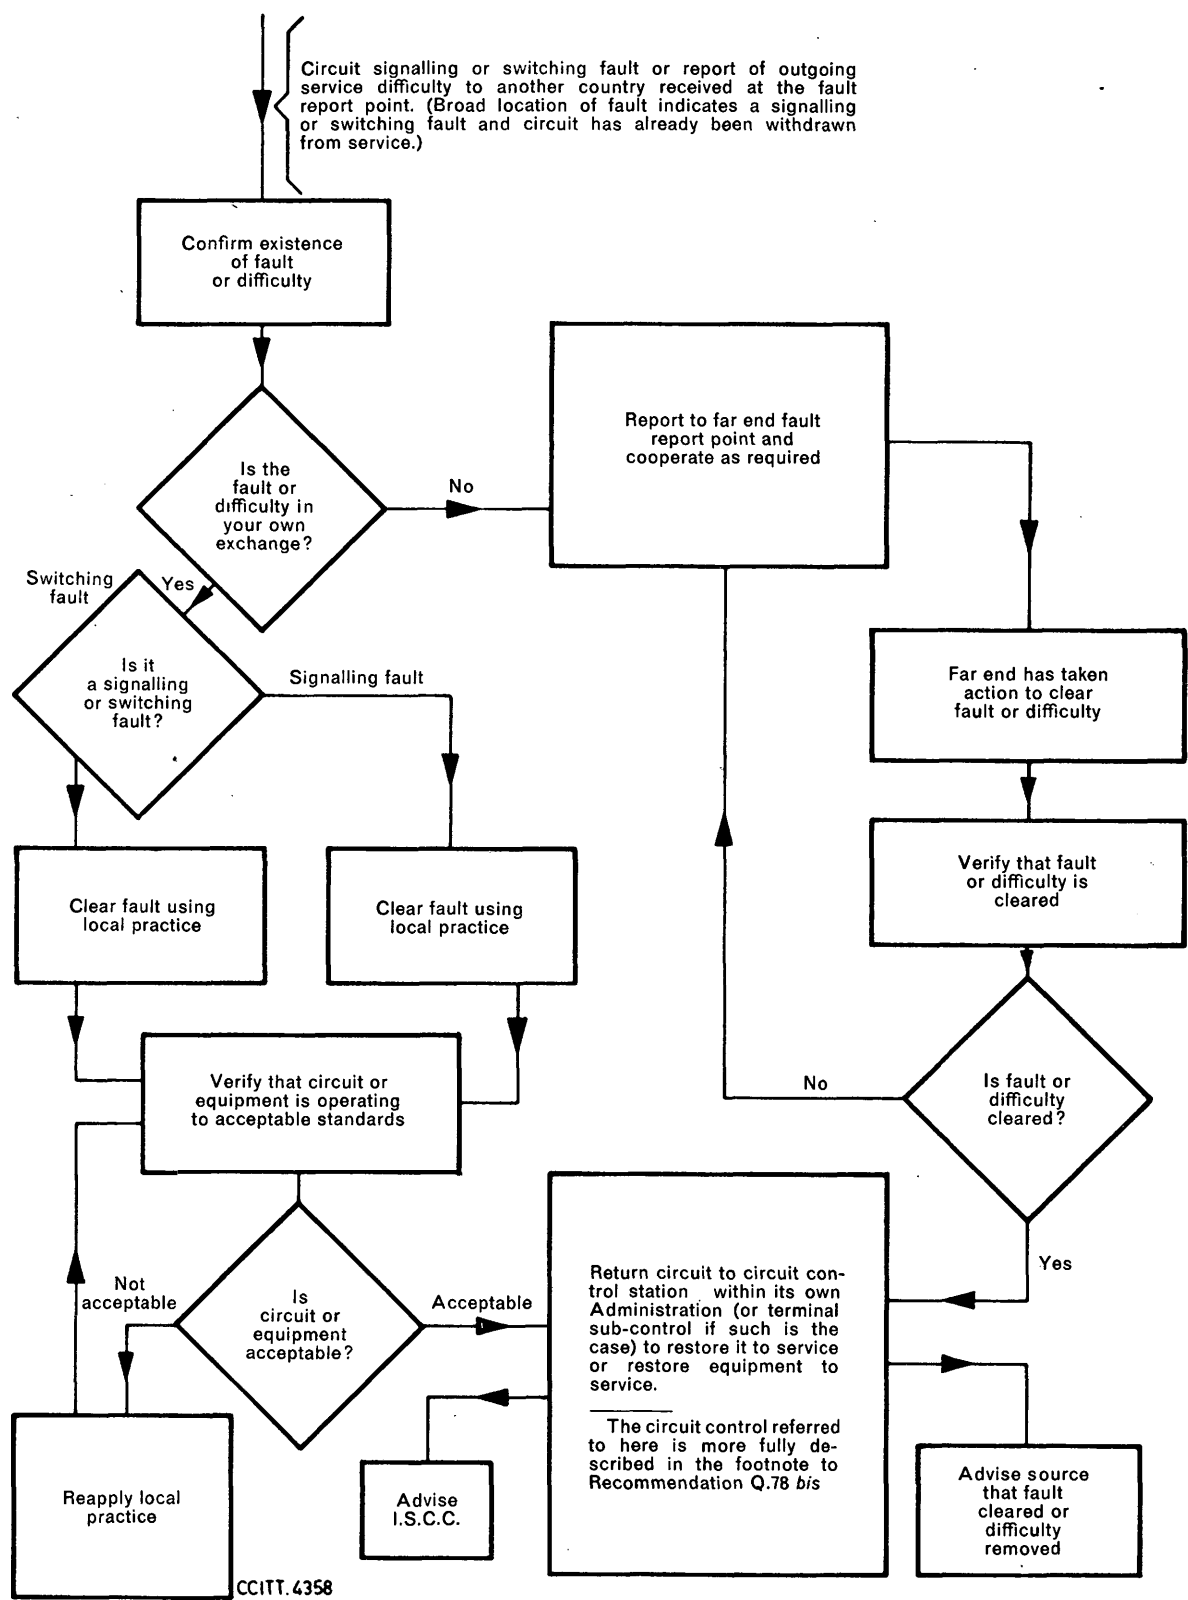 Circuit signalling or switching fault or report of outgoing
service difficulty to another country received at the fault
report point. (Broad location of fault indicates a signalling
or switching fault and circuit has already been withdrawn
from service.)
Confirm existence
of fault
or difficulty
Is the
fault or
difficulty in
your own
exchange?
No
Report to far end fault
report point and
cooperate as required
Yes
Switching
fault
Is it
a signalling
or switching
fault?
Signalling fault
Far end has taken
action to clear
fault or difficulty
Clear fault using
local practice
Clear fault using
local practice
Verify that fault
or difficulty is
cleared
Verify that circuit or
equipment is operating
to acceptable standards
Is fault or
difficulty
cleared?
No
Yes
Is
circuit or
equipment
acceptable?
Not
acceptable
Acceptable
Return circuit to circuit con-
trol station within its own
Administration (or terminal
sub-control if such is the
case) to restore it to service
or restore equipment to
service.
The circuit control referred
to here is more fully de-
scribed in the footnote to
Recommendation Q.78 bis
Reapply local
practice
Advise
I.S.C.C.
Advise source
that fault
cleared or
difficulty
removed
CCITT.4358